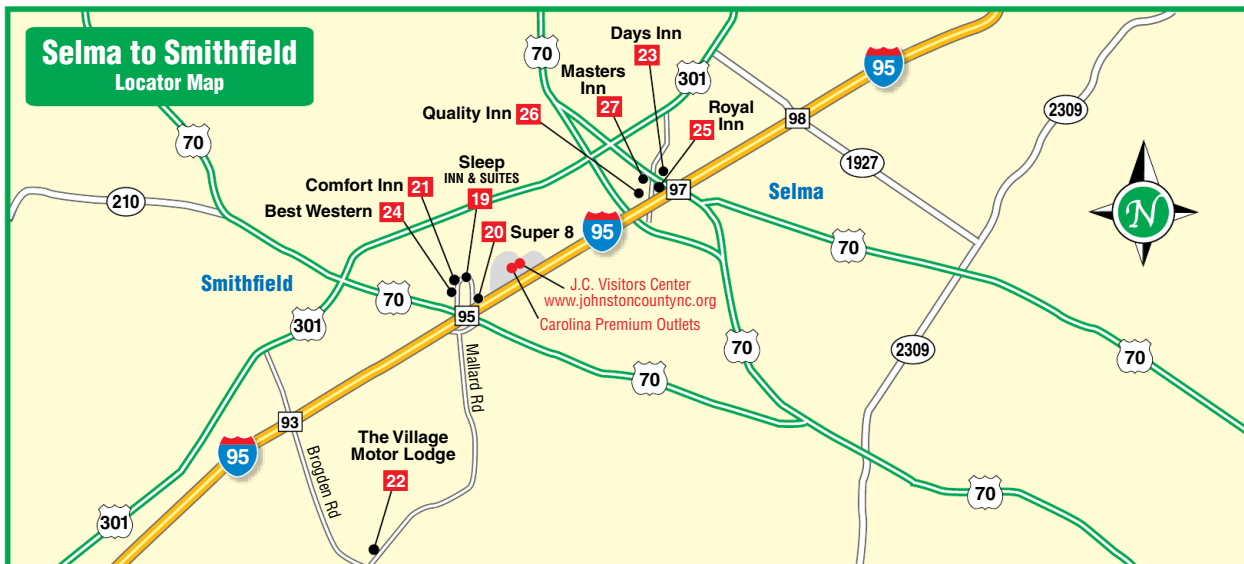 Selma to Smithfield
Locator Map
70
Days Inn
23
70
301
Masters
Inn
27
95
Quality Inn 26
Royal
Inn
25
98
2309
1927
70
Sleep
INN & SUITES
19
Comfort Inn 21
Best Western 24
210
97
Selma
N
20 Super 8
95
70
J.C. Visitors Center
www.johnstoncountync.org
Carolina Premium Outlets
Smithfield
70
95
301
Mallard Rd
70
2309
70
70
93
Brogden Rd
The Village
Motor Lodge
22
95
70
301